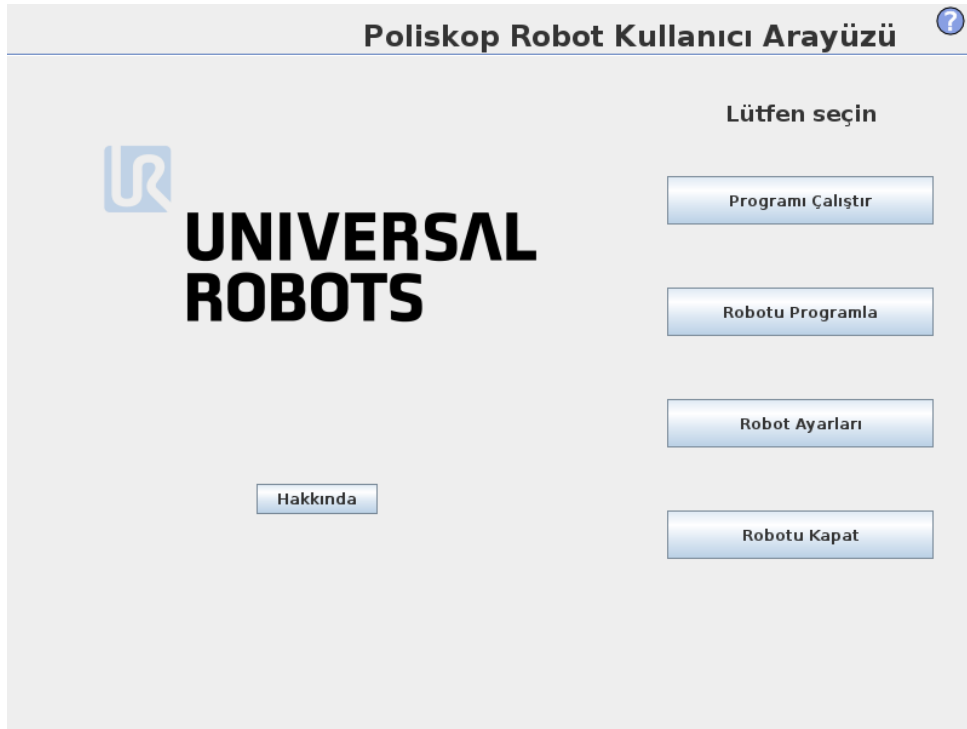 Poliskop Robot Kullanıcı Arayüzü
?
Lütfen seçin
UR
UNIVERSAL
ROBOTS
Programı Çalıştır
Robotu Programla
Robot Ayarları
Hakkında
Robotu Kapat